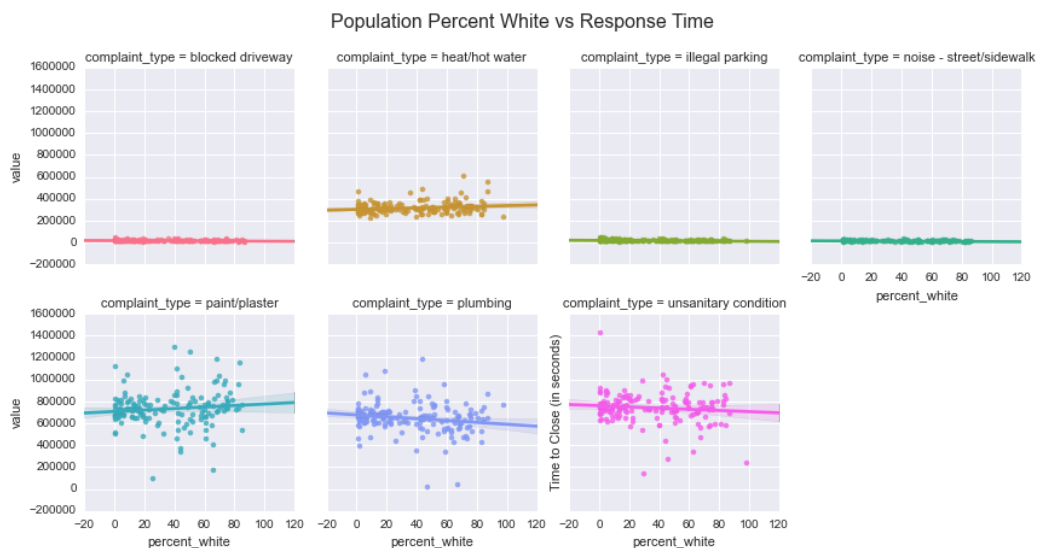 Population Percent White vs Response Time
complaint_type = blocked driveway
complaint_type = heat/hot water
complaint_type = illegal parking
complaint_type = noise - street/sidewalk
1600000
1400000
1200000
1000000
800000
600000
400000
200000
0
−200000
value
−20 0 20 40 60 80 100 120
percent_white
complaint_type = paint/plaster
complaint_type = plumbing
complaint_type = unsanitary condition
1600000
1400000
1200000
1000000
800000
600000
400000
200000
0
−200000
value
Time to Close (in seconds)
−20 0 20 40 60 80 100 120
−20 0 20 40 60 80 100 120
−20 0 20 40 60 80 100 120
percent_white
percent_white
percent_white